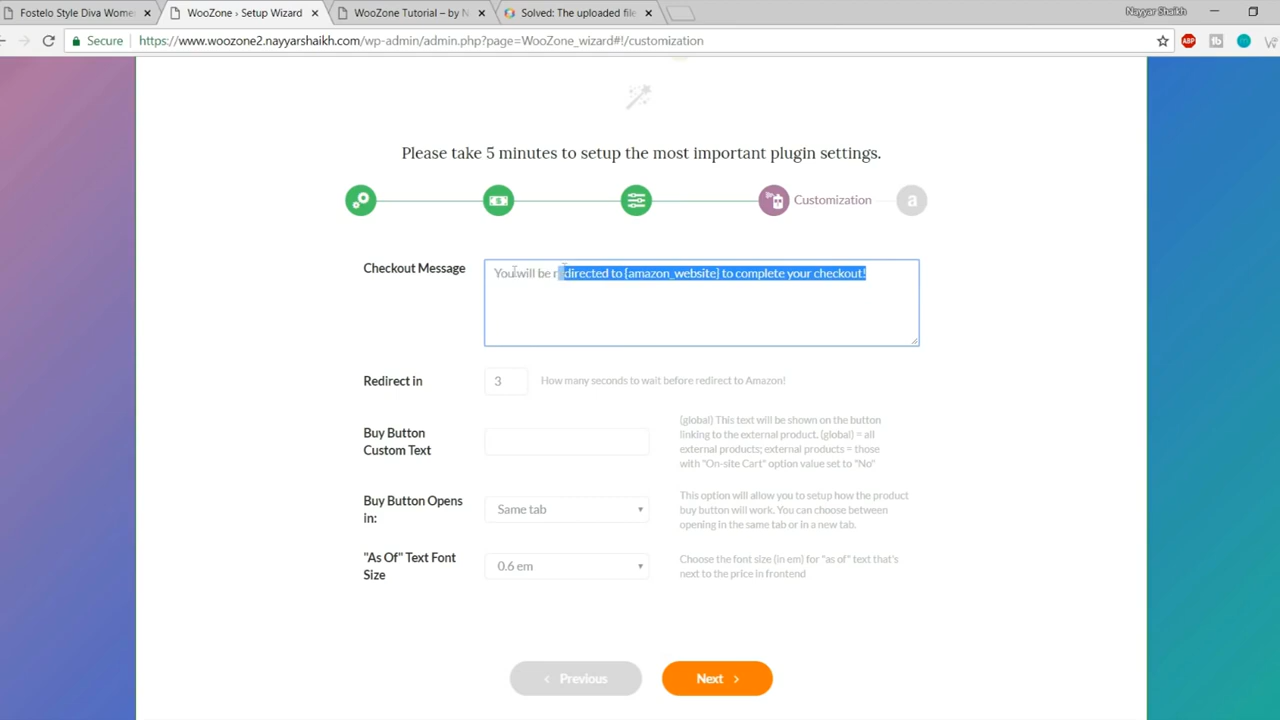 Fostelo Style Diva Wome
WooZone › Setup Wizard
WooZone Tutorial – by N
Solved: The uploaded file
Nayyar Shaikh
Secure
https://www.woozone2.nayyarshaikh.com/wp-admin/admin.php?page=WooZone_wizard#!/customization
ABP
Please take 5 minutes to setup the most important plugin settings.
Customization
a
Checkout Message
You will be redirected to {amazon_website} to complete your checkout!
Redirect in
3
How many seconds to wait before redirect to Amazon!
Buy Button
Custom Text
(global) This text will be shown on the button
linking to the external product. (global) = all
external products; external products = those
with "On-site Cart" option value set to "No"
Buy Button Opens
in:
Same tab
This option will allow you to setup how the product
buy button will work. You can choose between
opening in the same tab or in a new tab.
"As Of" Text Font
Size
0.6 em
Choose the font size (in em) for "as of" text that's
next to the price in frontend
‹ Previous
Next ›